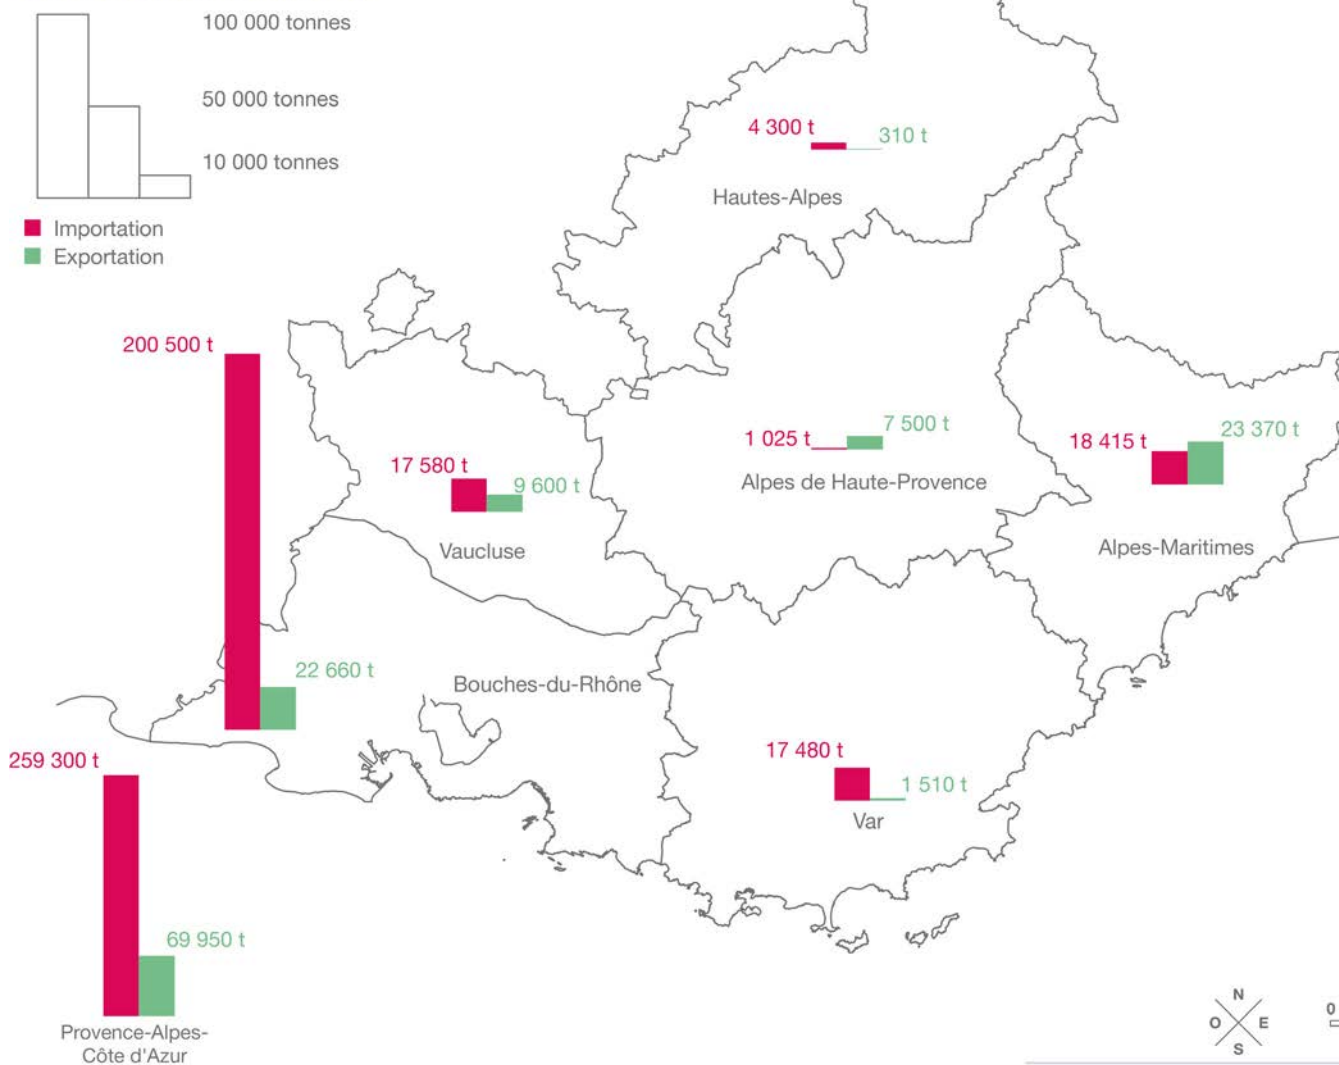 100 000 tonnes
50 000 tonnes
10 000 tonnes
Importation
Exportation
4 300 t
310 t
Hautes-Alpes
200 500 t
22 660 t
Bouches-du-Rhône
17 580 t
9 600 t
Vaucluse
1 025 t
7 500 t
Alpes de Haute-Provence
18 415 t
23 370 t
Alpes-Maritimes
17 480 t
1 510 t
Var
259 300 t
69 950 t
Provence-Alpes-
Côte d'Azur
N
O E
S
0